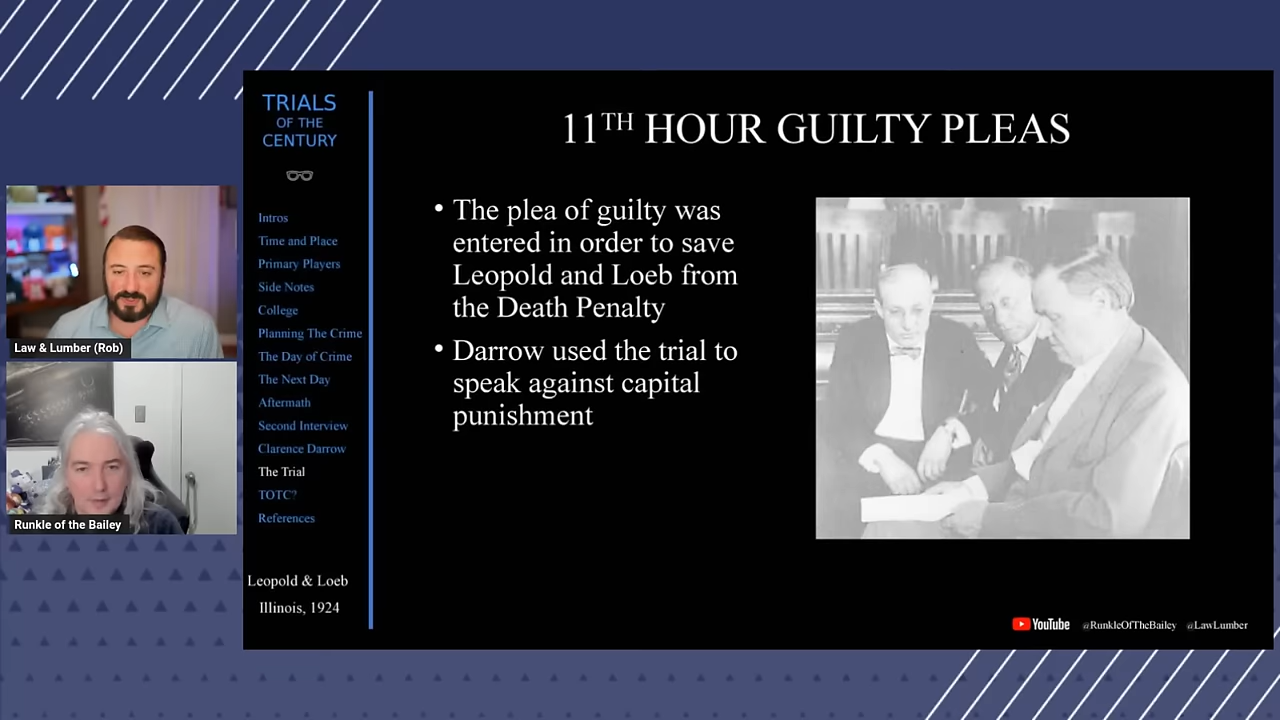 TRIALS
OF THE
CENTURY
Intros
Time and Place
Primary Players
Side Notes
College
Planning The Crime
The Day of Crime
The Next Day
Aftermath
Second Interview
Clarence Darrow
The Trial
TOTC?
References
Leopold & Loeb
Illinois, 1924
11TH HOUR GUILTY PLEAS
• The plea of guilty was
entered in order to save
Leopold and Loeb from
the Death Penalty
• Darrow used the trial to
speak against capital
punishment
YouTube @RunkleOfTheBailey @LawLumber
Law & Lumber (Rob)
Runkle of the Bailey